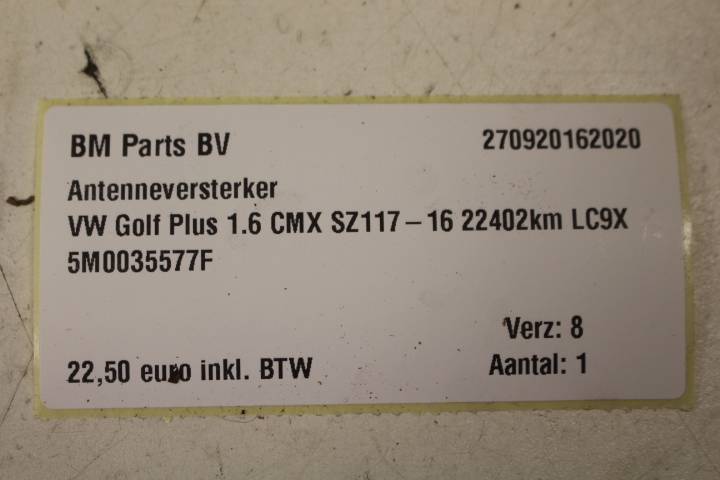 BM Parts BV 270920162020
Antenneversterker
VW Golf Plus 1.6 CMX SZ117 – 16 22402km LC9X
5M0035577F
Verz: 8
22,50 euro inkl. BTW Aantal: 1